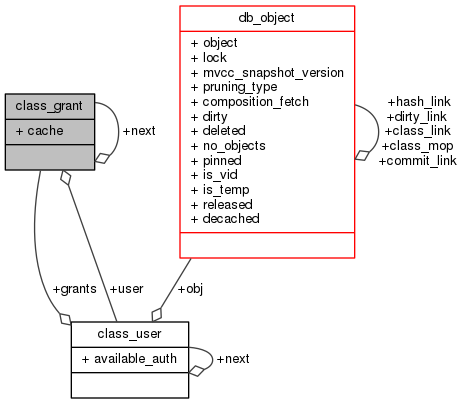 db_object
+ object
+ lock
+ mvcc_snapshot_version
+ pruning_type
+ composition_fetch
+ dirty
+ deleted
+ no_objects
+ pinned
+ is_vid
+ is_temp
+ released
+ decached
+hash_link
+dirty_link
+class_link
+class_mop
+commit_link
class_grant
+ cache
+next
+grants
+user
+obj
class_user
+ available_auth
+next